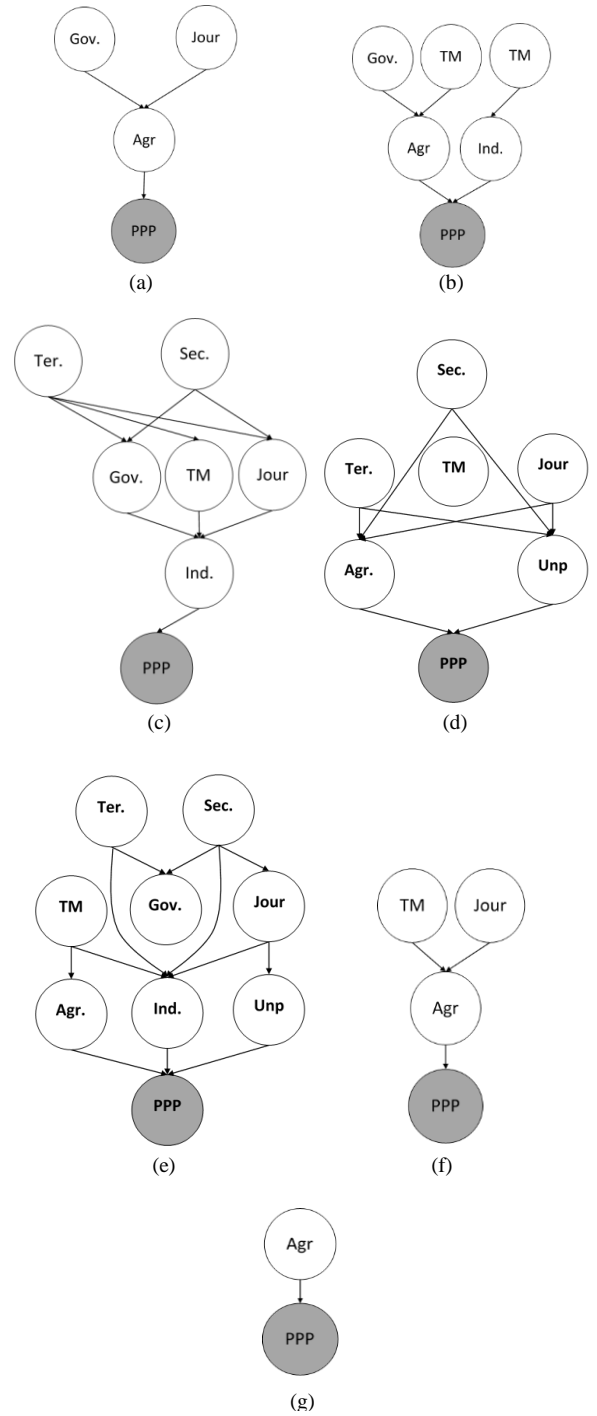 Gov. Jour
Agr
PPP
(a)
Gov. TM TM
Agr Ind.
PPP
(b)
Ter. Sec.
Gov. TM Jour
Ind.
PPP
(c)
Sec.
Ter. TM Jour
Agr. Unp
PPP
(d)
Ter. Sec.
TM Gov. Jour
Agr. Ind. Unp
PPP
(e)
TM Jour
Agr
PPP
(f)
Agr
PPP
(g)